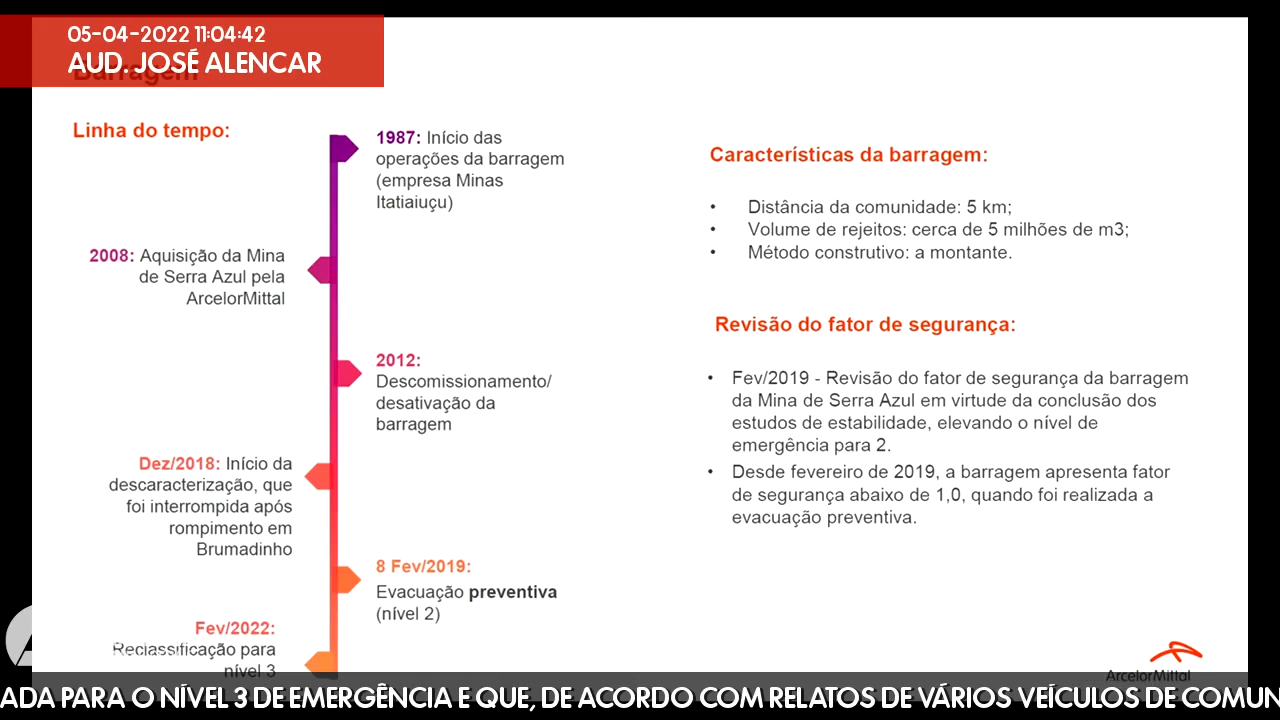 05-04-2022 11:04:42
AUD. JOSÉ ALENCAR
Barragem
Linha do tempo:
1987: Início das
operações da barragem
(empresa Minas
Itatiaiuçu)
2008: Aquisição da Mina
de Serra Azul pela
ArcelorMittal
2012:
Descomissionamento/
desativação da
barragem
Dez/2018: Início da
descaracterização, que
foi interrompida após
rompimento em
Brumadinho
8 Fev/2019:
Evacuação preventiva
(nível 2)
Fev/2022:
Reclassificação para
nível 3
Características da barragem:
• Distância da comunidade: 5 km;
• Volume de rejeitos: cerca de 5 milhões de m3;
• Método construtivo: a montante.
Revisão do fator de segurança:
• Fev/2019 - Revisão do fator de segurança da barragem
da Mina de Serra Azul em virtude da conclusão dos
estudos de estabilidade, elevando o nível de
emergência para 2.
• Desde fevereiro de 2019, a barragem apresenta fator
de segurança abaixo de 1,0, quando foi realizada a
evacuação preventiva.
ArcelorMittal
ADA PARA O NÍVEL 3 DE EMERGÊNCIA E QUE, DE ACORDO COM RELATOS DE VÁRIOS VEÍCULOS DE COMUN